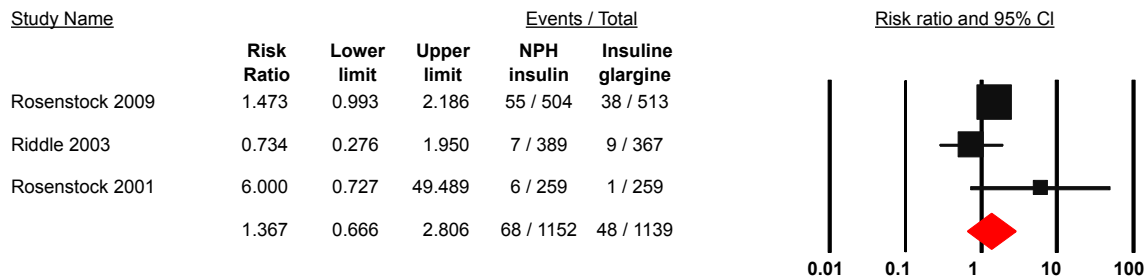 Study Name Events / Total Risk ratio and 95% CI
Risk Lower Upper NPH Insuline
Ratio limit limit insulin glargine
Rosenstock 2009 1.473 0.993 2.186 55 / 504 38 / 513
Riddle 2003 0.734 0.276 1.950 7 / 389 9 / 367
Rosenstock 2001 6.000 0.727 49.489 6 / 259 1 / 259
1.367 0.666 2.806 68 / 1152 48 / 1139
0.01 0.1 1 10 100